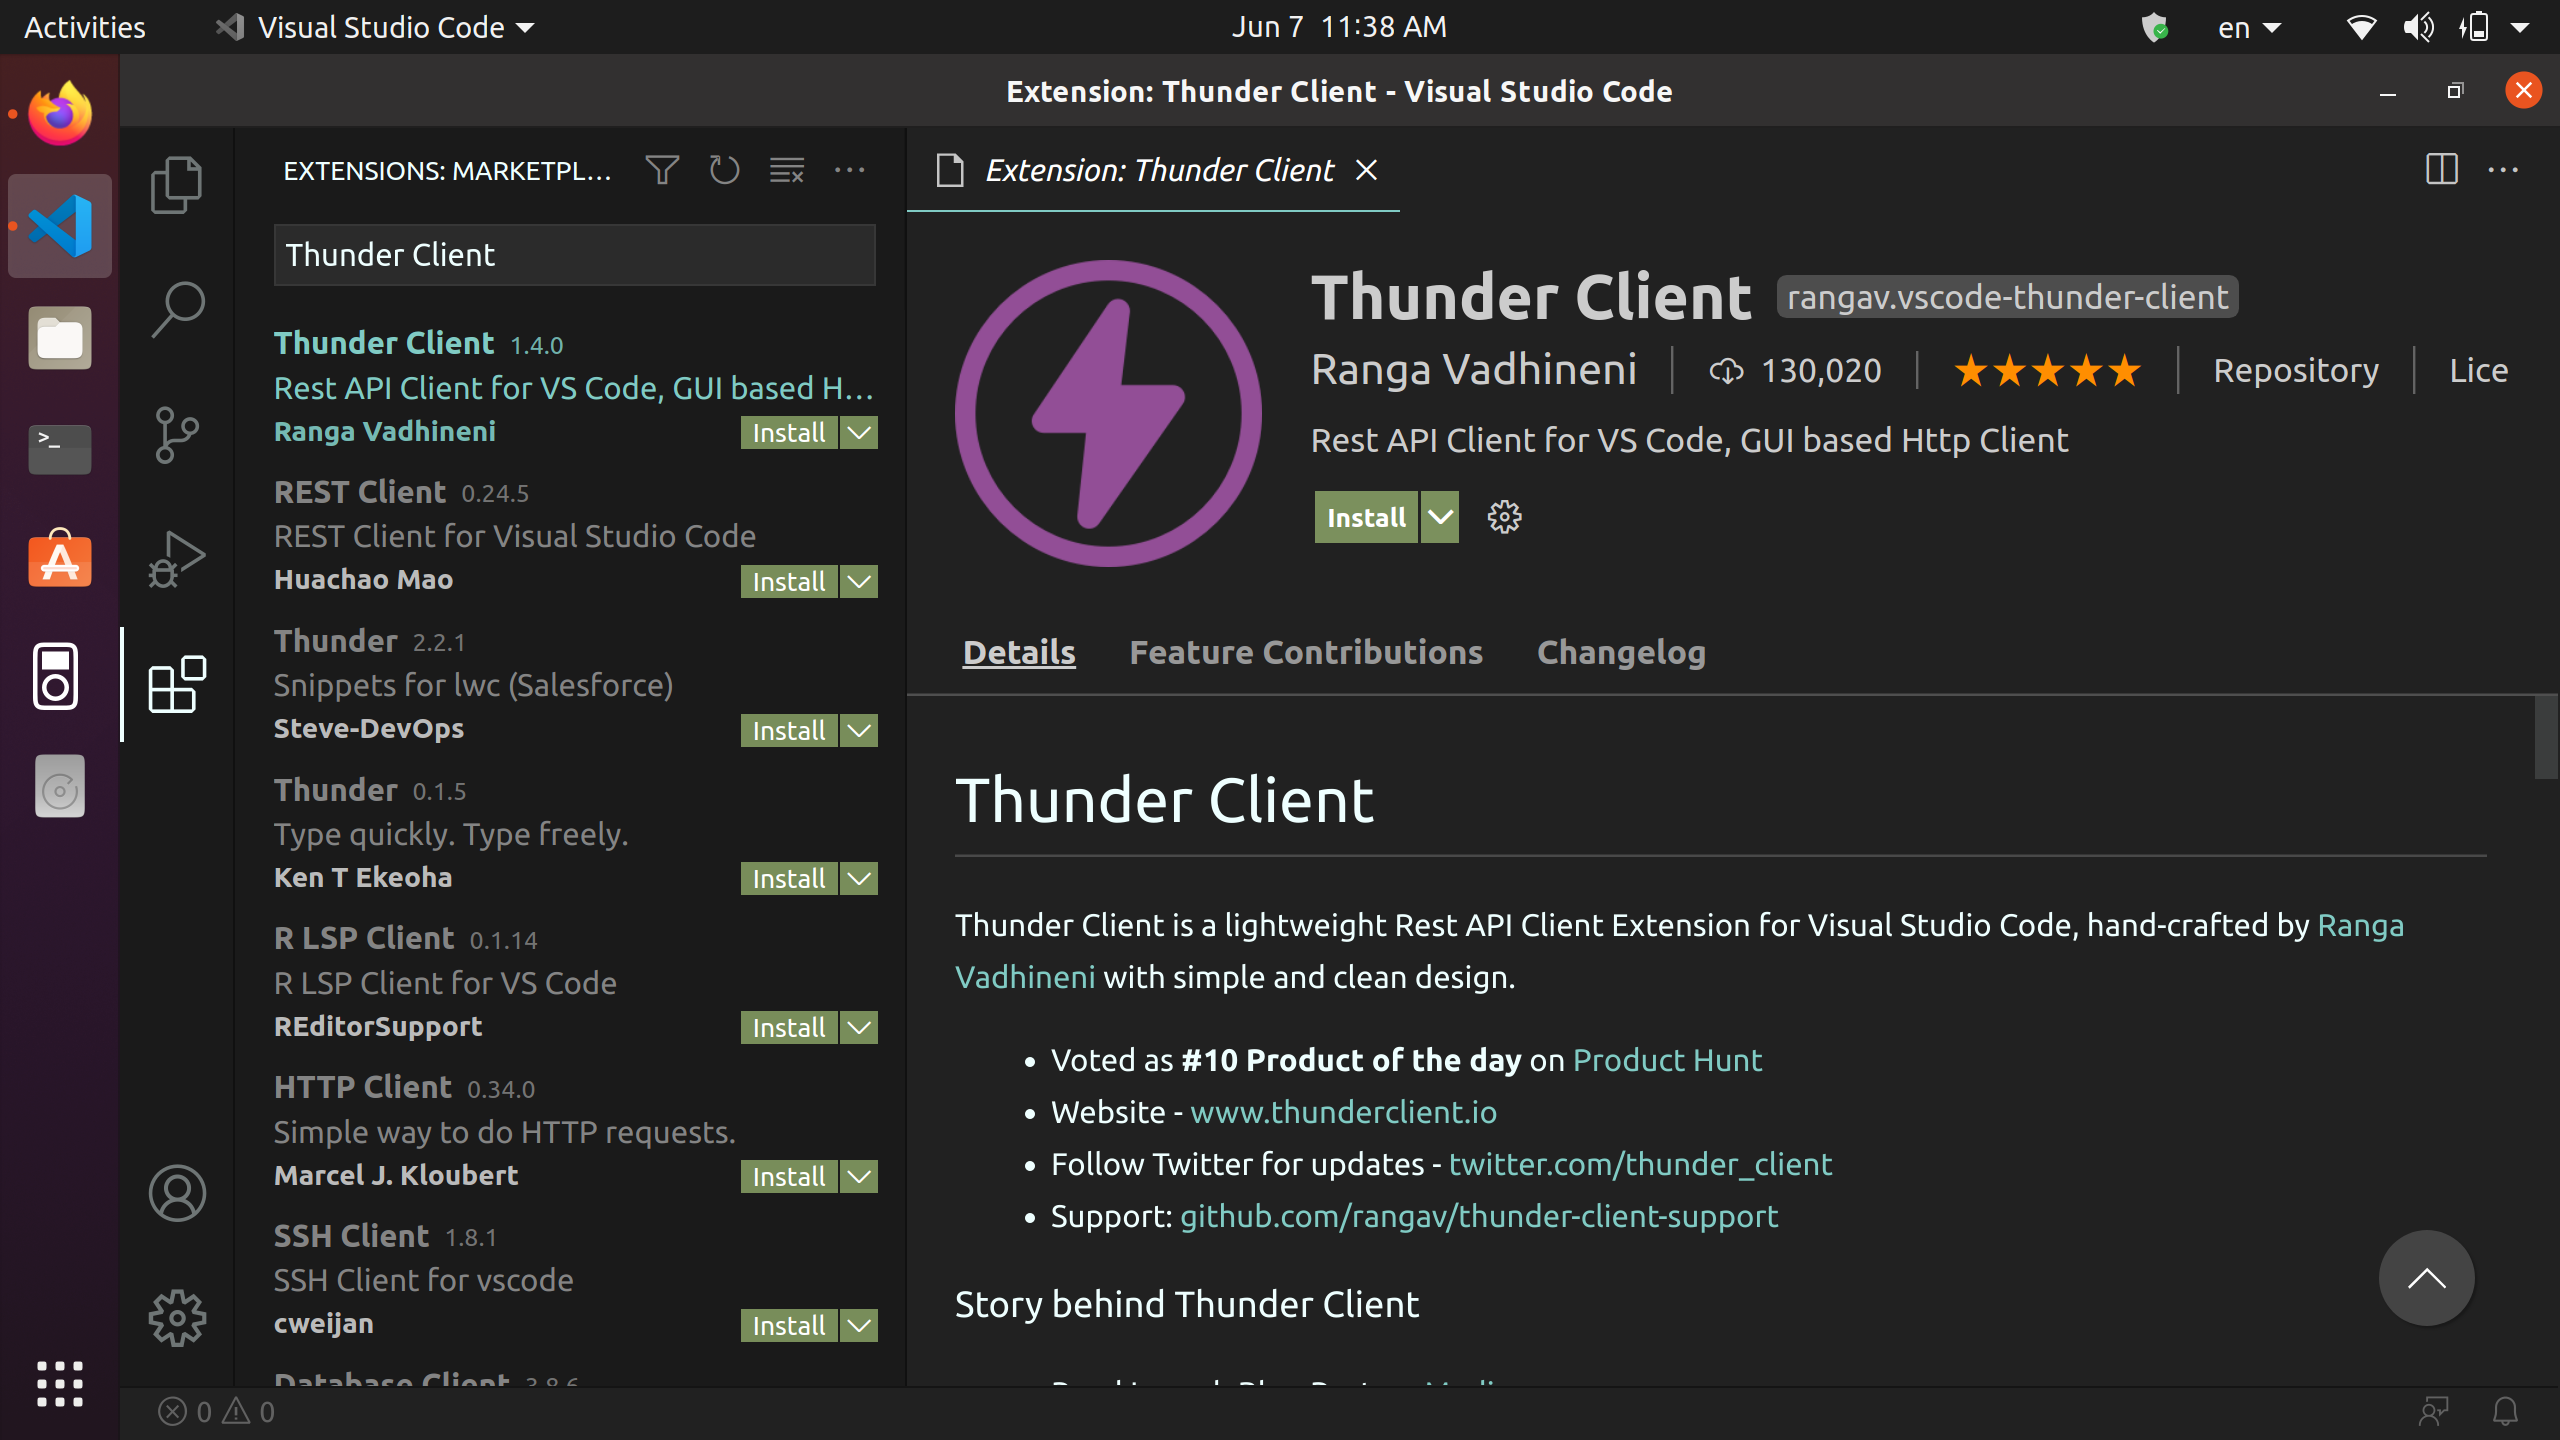 Activities
Visual Studio Code
Jun 7 11:38 AM
en
Extension: Thunder Client - Visual Studio Code
EXTENSIONS: MARKETPL...
Thunder Client
Thunder Client 1.4.0
Rest API Client for VS Code, GUI based H...
Ranga Vadhineni
Install
REST Client 0.24.5
REST Client for Visual Studio Code
Huachao Mao
Install
Thunder 2.2.1
Snippets for lwc (Salesforce)
Steve-DevOps
Install
Thunder 0.1.5
Type quickly. Type freely.
Ken T Ekeoha
Install
R LSP Client 0.1.14
R LSP Client for VS Code
REditorSupport
Install
HTTP Client 0.34.0
Simple way to do HTTP requests.
Marcel J. Kloubert
Install
SSH Client 1.8.1
SSH Client for vscode
cweijan
Install
Database Client 3.8.6
Extension: Thunder Client
Thunder Client rangav.vscode-thunder-client
Ranga Vadhineni 130,020 Repository Lice
Rest API Client for VS Code, GUI based Http Client
Install
Details Feature Contributions Changelog
Thunder Client
Thunder Client is a lightweight Rest API Client Extension for Visual Studio Code, hand-crafted by Ranga
Vadhineni with simple and clean design.
• Voted as #10 Product of the day on Product Hunt
• Website - www.thunderclient.io
• Follow Twitter for updates - twitter.com/thunder_client
• Support: github.com/rangav/thunder-client-support
Story behind Thunder Client
0 0